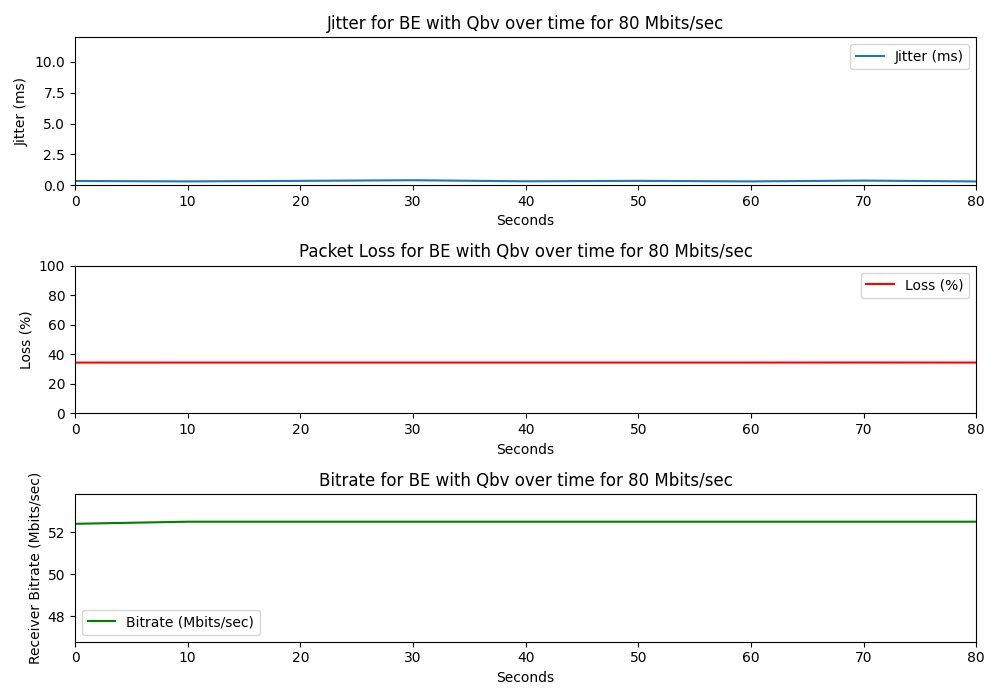 Jitter for BE with Qbv over time for 80 Mbits/sec
Jitter (ms)
10.0
7.5
5.0
2.5
0.0
Jitter (ms)
0 10 20 30 40 50 60 70 80
Seconds
Packet Loss for BE with Qbv over time for 80 Mbits/sec
Loss (%)
100
80
60
40
20
0
Loss (%)
0 10 20 30 40 50 60 70 80
Seconds
Bitrate for BE with Qbv over time for 80 Mbits/sec
Receiver Bitrate (Mbits/sec)
52
50
48
Bitrate (Mbits/sec)
0 10 20 30 40 50 60 70 80
Seconds